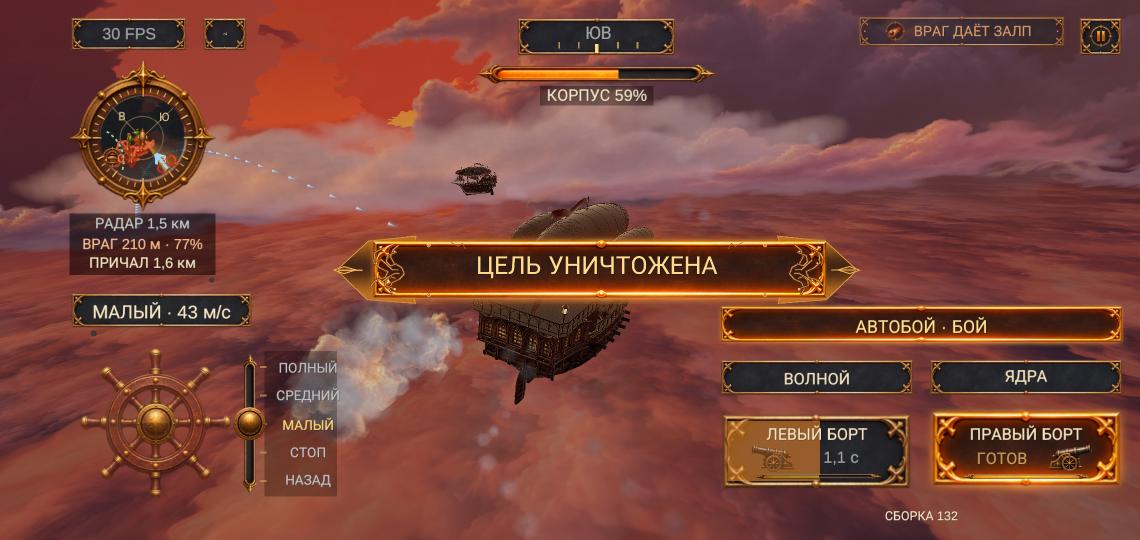 30 FPS
ЮВ
ВРАГ ДАЁТ ЗАЛП
КОРПУС 59%
В Ю
РАДАР 1,5 км
ВРАГ 210 м · 77%
ПРИЧАЛ 1,6 км
ЦЕЛЬ УНИЧТОЖЕНА
МАЛЫЙ · 43 м/с
АВТОБОЙ · БОЙ
ВОЛНОЙ
ЯДРА
ПОЛНЫЙ
СРЕДНИЙ
МАЛЫЙ
СТОП
НАЗАД
ЛЕВЫЙ БОРТ
1,1 с
ПРАВЫЙ БОРТ
ГОТОВ
СБОРКА 132